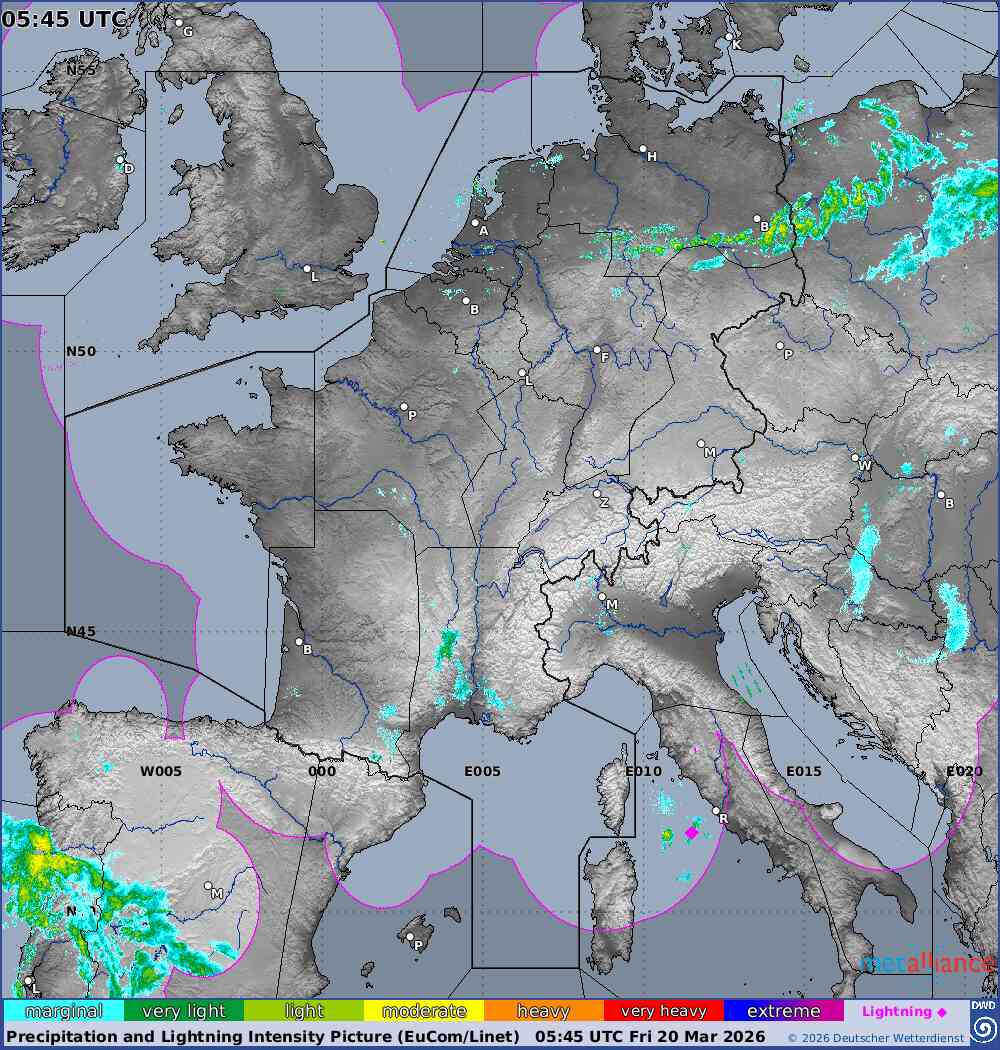 05:45 UTC
G
K
N55
D
H
A
B
B
L
B
N50
P
F
L
P
M
W
Z
B
M
N45
B
W005
000
E005
E010
E015
E020
R
M
N
P
L
metalliance
marginal
very light
light
moderate
heavy
very heavy
extreme
Lightning ◆
DWD
Precipitation and Lightning Intensity Picture (EuCom/Linet) 05:45 UTC Fri 20 Mar 2026 © 2026 Deutscher Wetterdienst